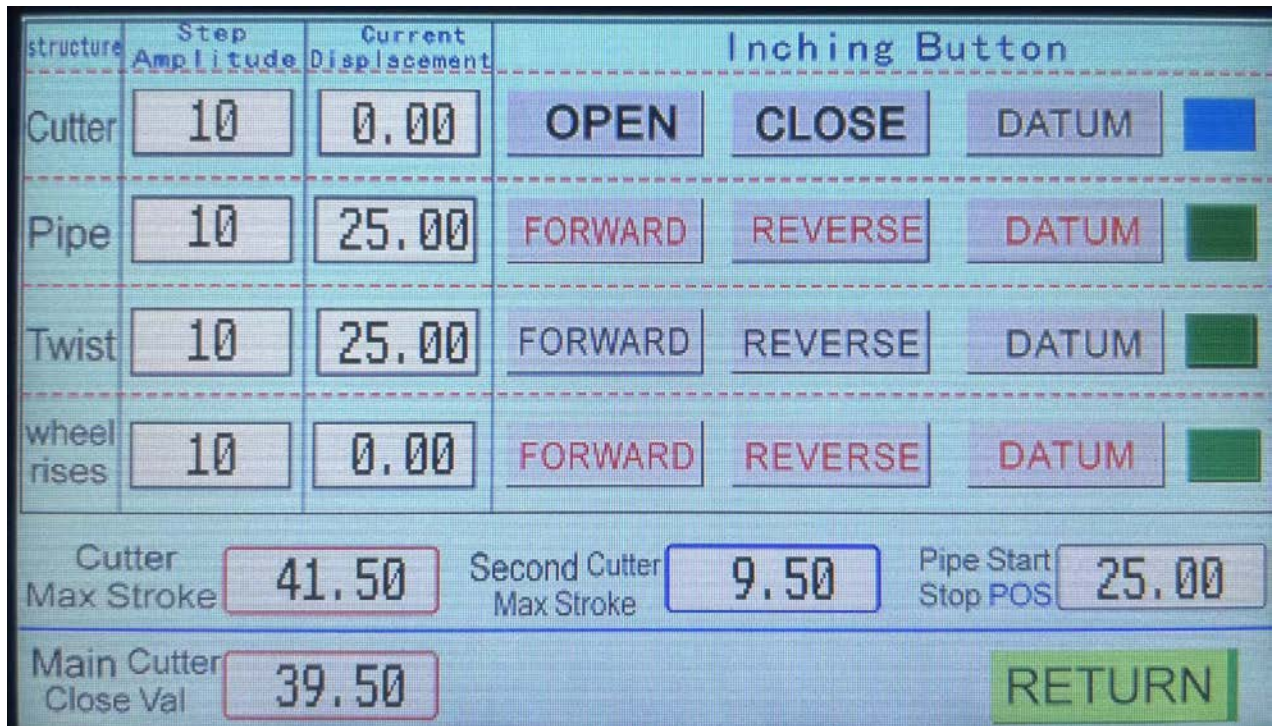 structure Step Amplitude Current Displacement Inching Button
Cutter 10 0.00 OPEN CLOSE DATUM
Pipe 10 25.00 FORWARD REVERSE DATUM
Twist 10 25.00 FORWARD REVERSE DATUM
wheel rises 10 0.00 FORWARD REVERSE DATUM
Cutter Max Stroke 41.50 Second Cutter Max Stroke 9.50 Pipe Start Stop POS 25.00
Main Cutter Close Val 39.50 RETURN